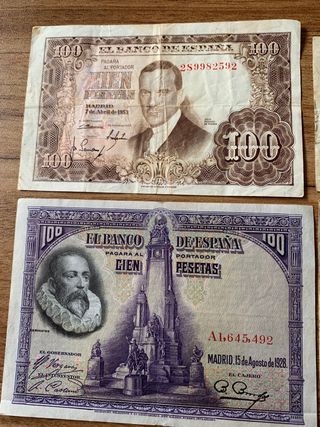 100 EL BANCO DE ESPAÑA 100
PAGARÁ
AL PORTADOR
2S9982592
CIEN
PESETAS
MADRID
7 de Abril de 1953
100
100
100 EL BANCO DE ESPAÑA 100
PAGARÁ AL PORTADOR
CIEN PESETAS
A1,645,492
CERVANTES
MADRID, 15 de Agosto de 1928.
EL GOBERNADOR
EL CAJERO
EL INTERVENTOR